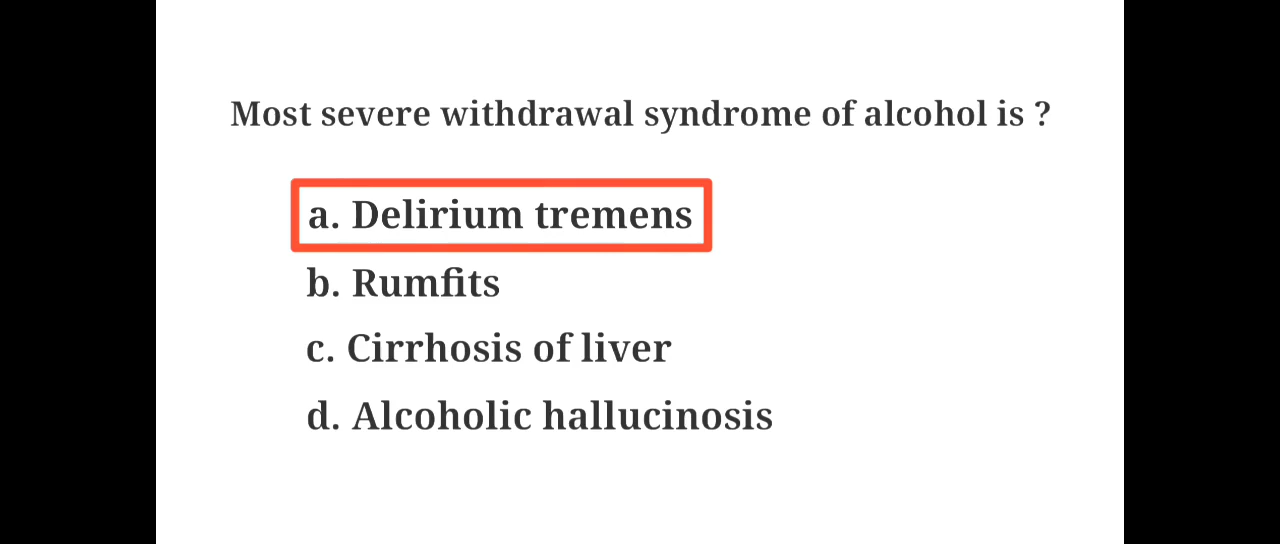 Most severe withdrawal syndrome of alcohol is ?
a. Delirium tremens
b. Rumfits
c. Cirrhosis of liver
d. Alcoholic hallucinosis